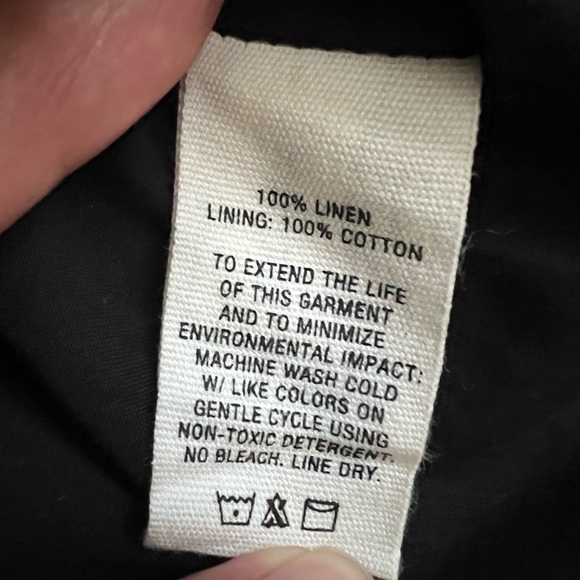 100% LINEN
LINING: 100% COTTON
TO EXTEND THE LIFE
OF THIS GARMENT
AND TO MINIMIZE
ENVIRONMENTAL IMPACT:
MACHINE WASH COLD
W/ LIKE COLORS ON
GENTLE CYCLE USING
NON-TOXIC DETERGENT.
NO BLEACH. LINE DRY.